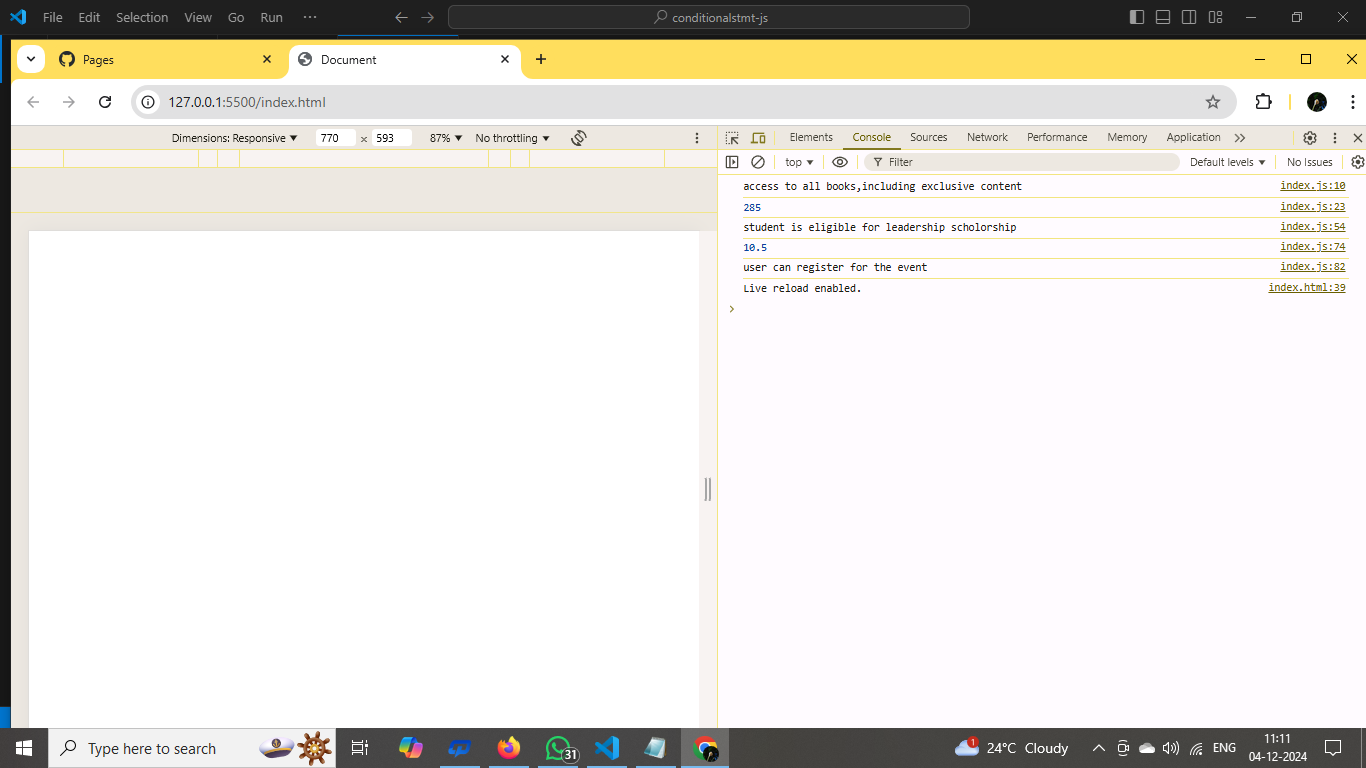 File Edit Selection View Go Run ··· conditionalstmt-js
Pages Document
127.0.0.1:5500/index.html
Dimensions: Responsive 770 × 593 87% No throttling
Elements Console Sources Network Performance Memory Application
top Filter Default levels No Issues
access to all books,including exclusive content index.js:10
285 index.js:23
student is eligible for leadership scholorship index.js:54
10.5 index.js:74
user can register for the event index.js:82
Live reload enabled. index.html:39
Type here to search 31 1 24°C Cloudy ENG 11:11
04-12-2024